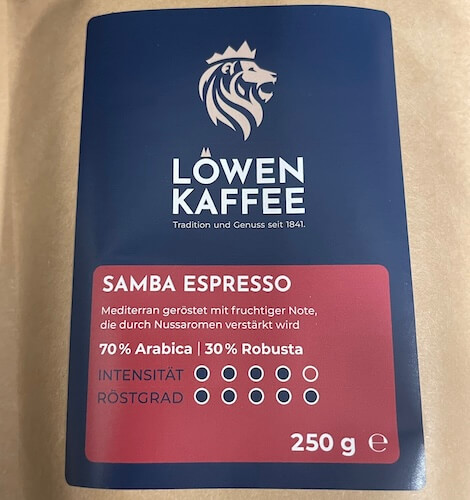 LÖWEN
KAFFEE
Tradition und Genuss seit 1841.
SAMBA ESPRESSO
Mediterran geröstet mit fruchtiger Note,
die durch Nussaromen verstärkt wird
70 % Arabica | 30 % Robusta
INTENSITÄT
RÖSTGRAD
250 g ℮